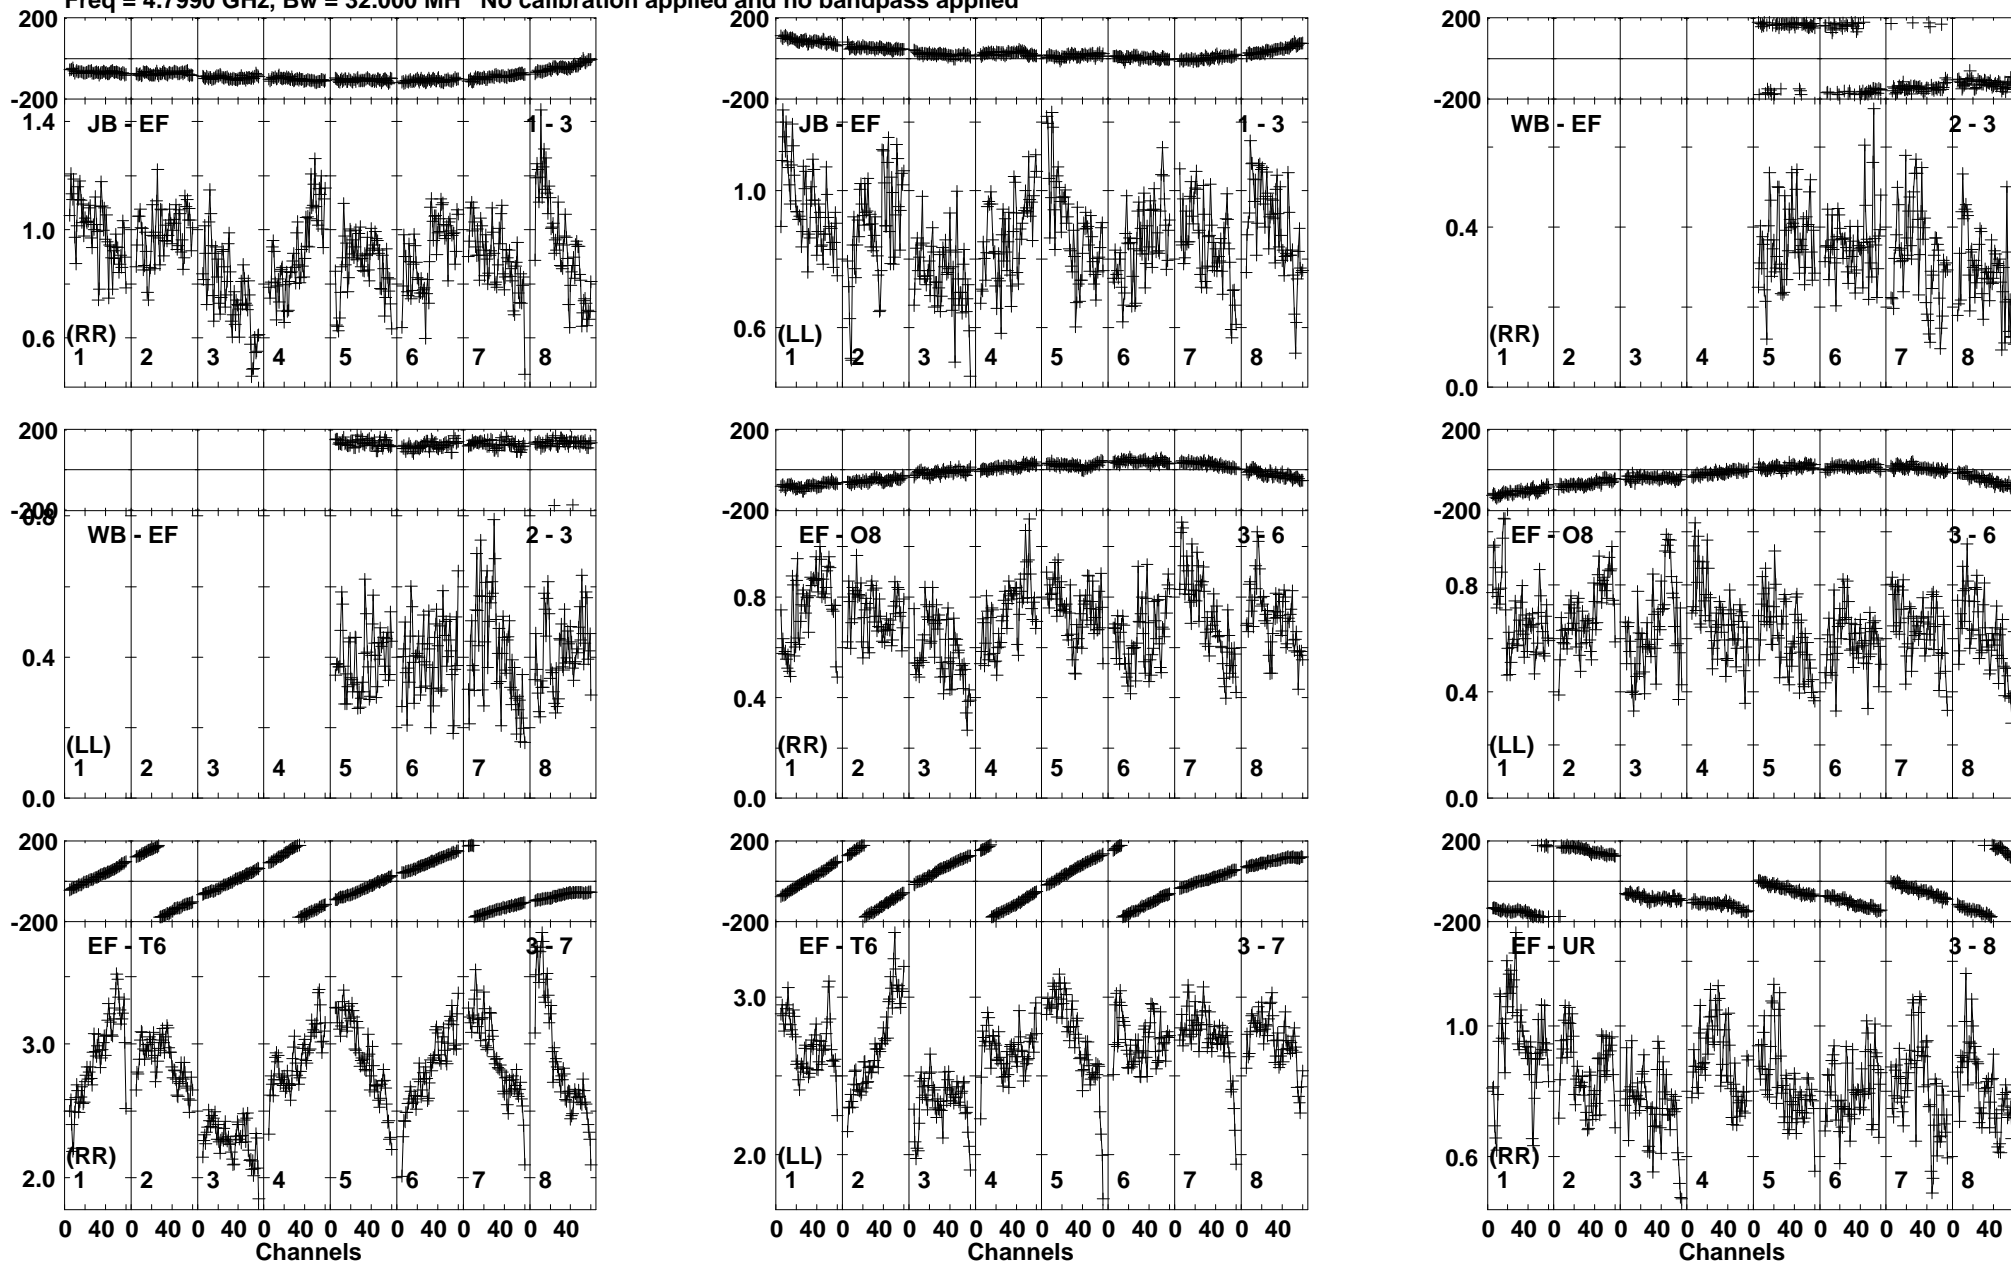 Freq = 4.7990 GHz, Bw = 32.000 MH No calibration applied and no bandpass applied
200
-200
JB - EF
1 - 3
1.4
1.0
0.6
(RR)
1 2 3 4 5 6 7 8
200
-200
JB - EF
1 - 3
1.0
0.6
(LL)
1 2 3 4 5 6 7 8
200
-200
WB - EF
2 - 3
0.4
0.0
(RR)
1 2 3 4 5 6 7 8
200
-200
0.8
WB - EF
2 - 3
0.4
0.0
(LL)
1 2 3 4 5 6 7 8
200
-200
EF - O8
3 - 6
0.8
0.4
0.0
(RR)
1 2 3 4 5 6 7 8
200
-200
EF - O8
3 - 6
0.8
0.4
0.0
(LL)
1 2 3 4 5 6 7 8
200
-200
EF - T6
3 - 7
3.0
2.0
(RR)
1 2 3 4 5 6 7 8
0 40 0 40 0 40 0 40 0 40 0 40 0 40 0 40
Channels
200
-200
EF - T6
3 - 7
3.0
2.0
(LL)
1 2 3 4 5 6 7 8
0 40 0 40 0 40 0 40 0 40 0 40 0 40 0 40
Channels
200
-200
EF - UR
3 - 8
1.0
0.6
(RR)
1 2 3 4 5 6 7 8
0 40 0 40 0 40 0 40 0 40 0 40 0 40 0 40
Channels